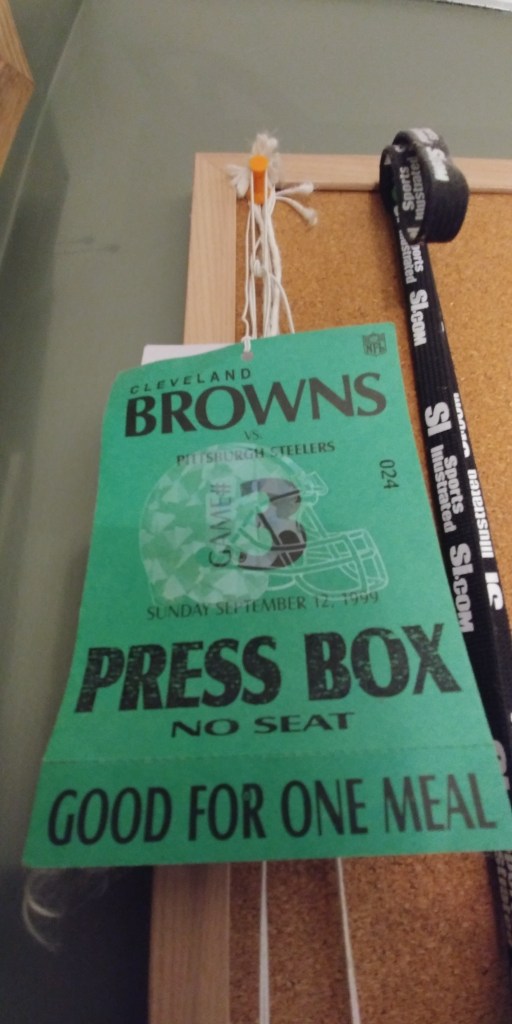 NFL
CLEVELAND
BROWNS
VS.
PITTSBURGH STEELERS
024
GAME# 3
SUNDAY SEPTEMBER 12, 1999
PRESS BOX
NO SEAT
GOOD FOR ONE MEAL
Sports
Illustrated
SI.COM
SI
Sports
Illustrated
SI.COM